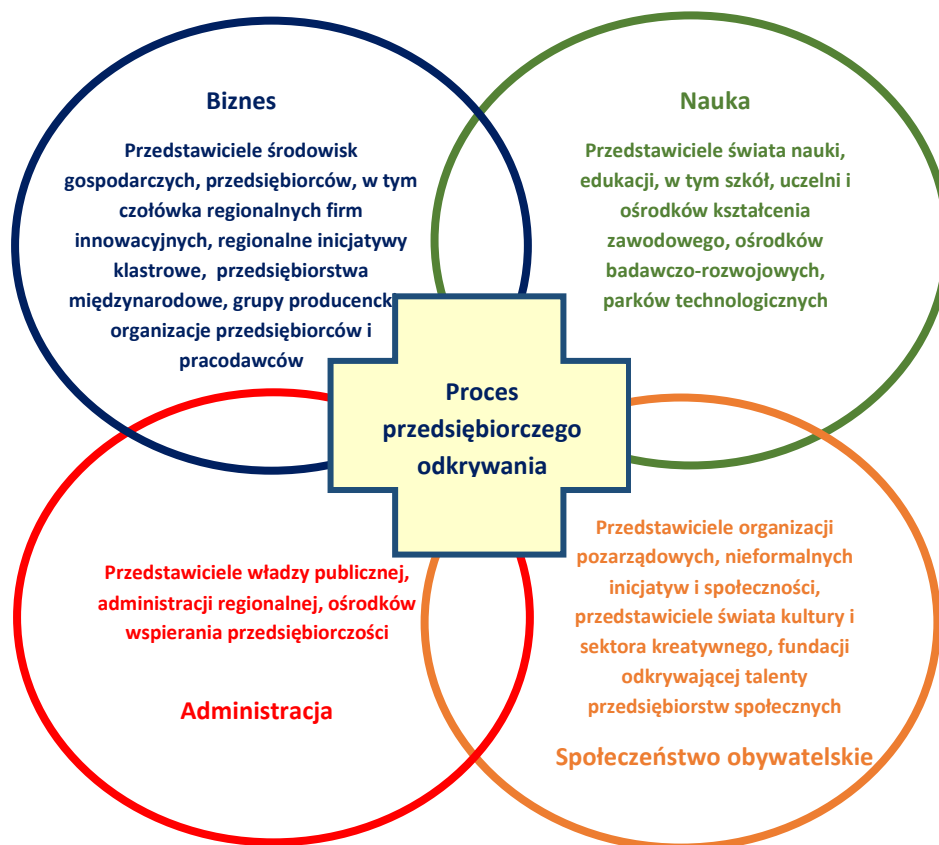 Biznes
Przedstawiciele środowisk
gospodarczych, przedsiębiorców, w tym
czołówka regionalnych firm
innowacyjnych, regionalne inicjatywy
klastrowe, przedsiębiorstwa
międzynarodowe, grupy producenck
organizacje przedsiębiorców i
pracodawców
Nauka
Przedstawiciele świata nauki,
edukacji, w tym szkół, uczelni i
ośrodków kształcenia
zawodowego, ośrodków
badawczo-rozwojowych,
parków technologicznych
Proces
przedsiębiorczego
odkrywania
Przedstawiciele władzy publicznej,
administracji regionalnej, ośrodków
wspierania przedsiębiorczości
Administracja
Przedstawiciele organizacji
pozarządowych, nieformalnych
inicjatyw i społeczności,
przedstawiciele świata kultury i
sektora kreatywnego, fundacji
odkrywającej talenty
przedsiębiorstw społecznych
Społeczeństwo obywatelskie